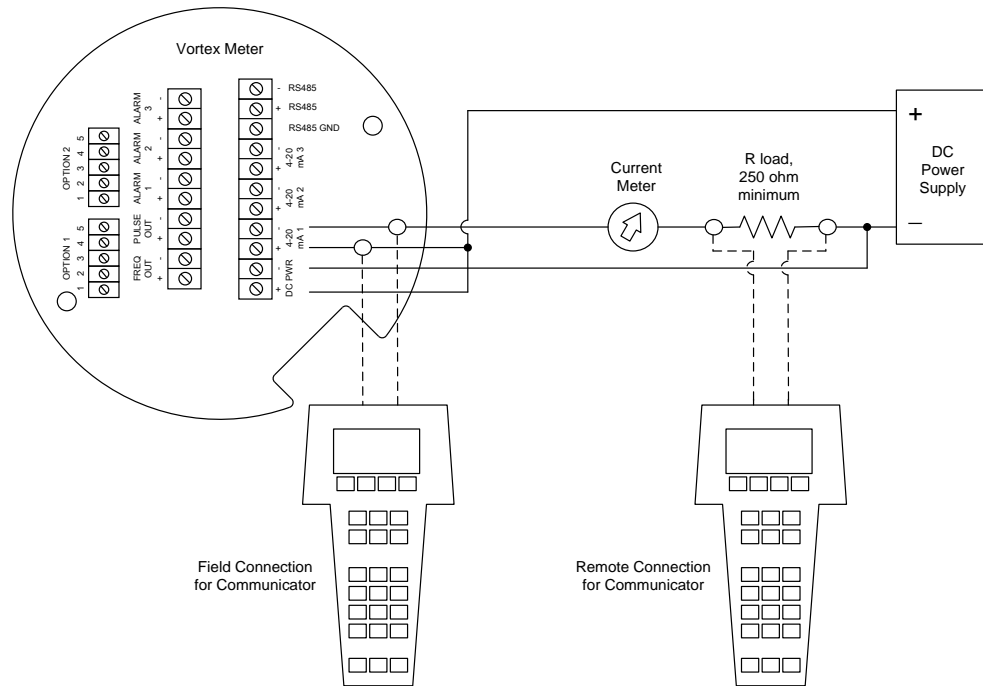 Vortex Meter
OPTION 2
5
4
3
2
1
OPTION 1
5
4
3
2
1
ALARM
3
-
+
ALARM
2
-
+
ALARM
1
-
+
PULSE
OUT
-
+
FREQ
OUT
-
+
- RS485
+ RS485
RS485 GND
-
+
4-20
mA 3
-
+
4-20
mA 2
-
+
4-20
mA 1
-
+
DC PWR
Current
Meter
R load,
250 ohm
minimum
+
DC
Power
Supply
–
Field Connection
for Communicator
Remote Connection
for Communicator